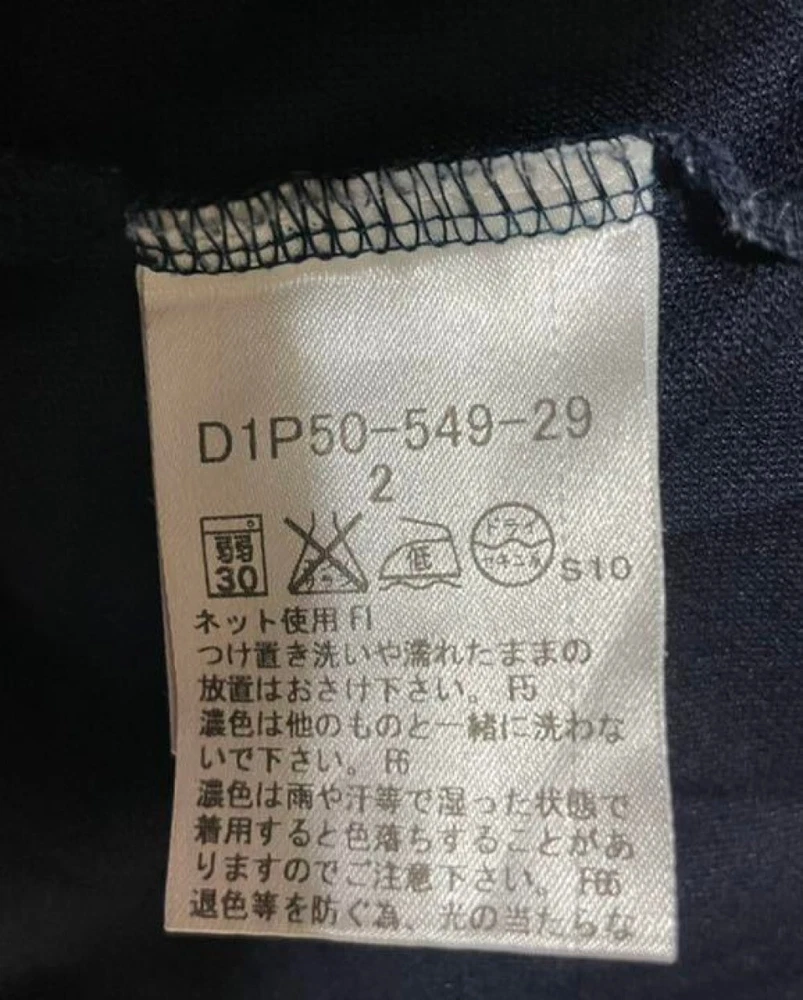 D1P50-549-29
2
弱
30
低
ドライ
S10
ネット使用 F1
つけ置き洗いや濡れたままの
放置はおさけ下さい。 F5
濃色は他のものと一緒に洗わな
いで下さい。 F6
濃色は雨や汗等で湿った状態で
着用すると色落ちすることがあ
りますのでご注意下さい。 F66
退色等を防ぐ為、光の当たらな